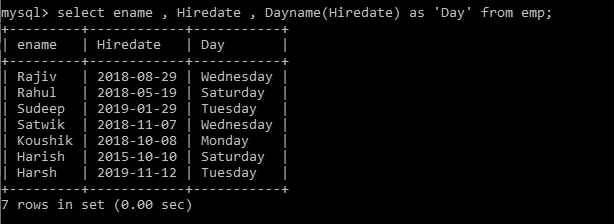 mysql> select ename , Hiredate , Dayname(Hiredate) as 'Day' from emp;
+---------+------------+-----------+
| ename   | Hiredate   | Day       |
+---------+------------+-----------+
| Rajiv   | 2018-08-29 | Wednesday |
| Rahul   | 2018-05-19 | Saturday  |
| Sudeep  | 2019-01-29 | Tuesday   |
| Satwik  | 2018-11-07 | Wednesday |
| Koushik | 2018-10-08 | Monday    |
| Harish  | 2015-10-10 | Saturday  |
| Harsh   | 2019-11-12 | Tuesday   |
+---------+------------+-----------+
7 rows in set (0.00 sec)